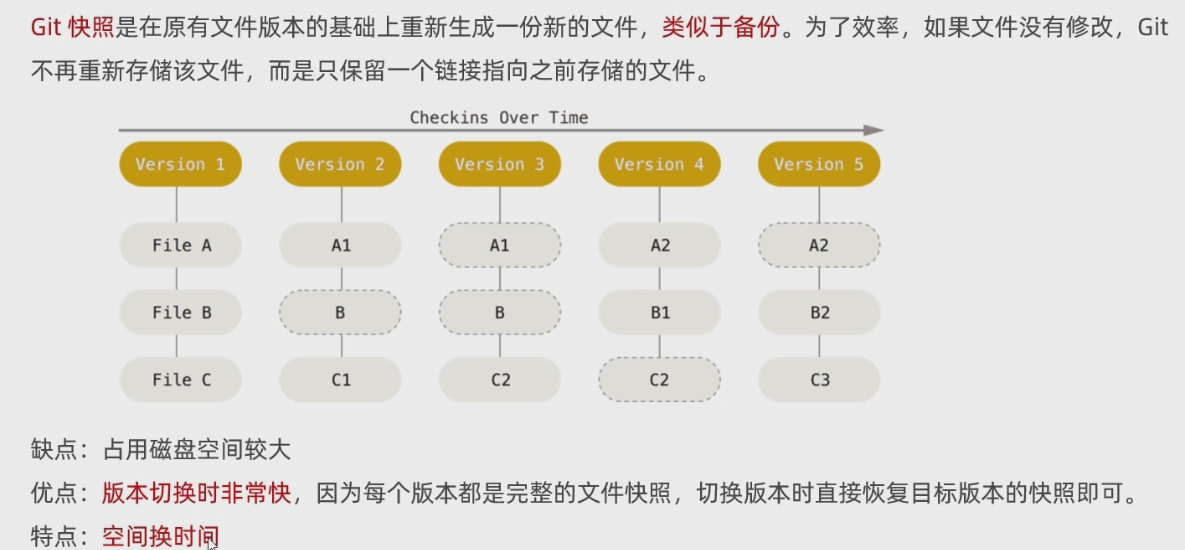 Git 快照是在原有文件版本的基础上重新生成一份新的文件，类似于备份。为了效率，如果文件没有修改，Git
不再重新存储该文件，而是只保留一个链接指向之前存储的文件。
Checkins Over Time
Version 1 Version 2 Version 3 Version 4 Version 5
File A A1 A1 A2 A2
File B B B B1 B2
File C C1 C2 C2 C3
缺点：占用磁盘空间较大
优点：版本切换时非常快，因为每个版本都是完整的文件快照，切换版本时直接恢复目标版本的快照即可。
特点：空间换时间